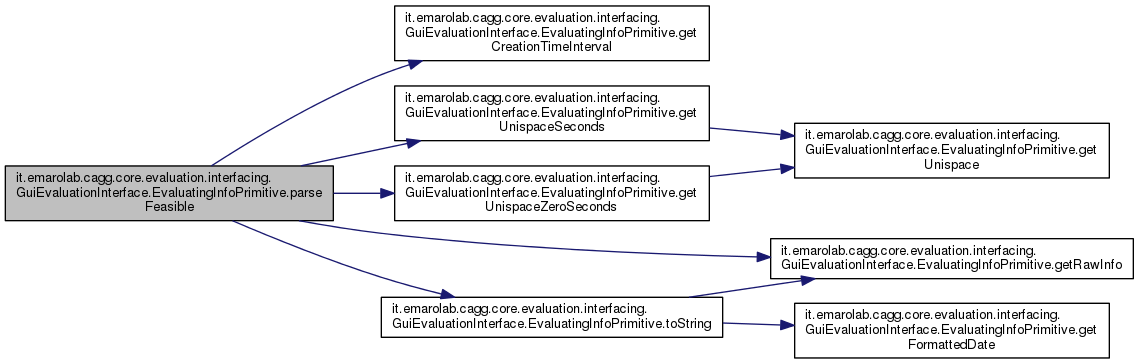 it.emarolab.cagg.core.evaluation.interfacing.
GuiEvaluationInterface.EvaluatingInfoPrimitive.parse
Feasible
it.emarolab.cagg.core.evaluation.interfacing.
GuiEvaluationInterface.EvaluatingInfoPrimitive.get
CreationTimeInterval
it.emarolab.cagg.core.evaluation.interfacing.
GuiEvaluationInterface.EvaluatingInfoPrimitive.get
UnispaceSeconds
it.emarolab.cagg.core.evaluation.interfacing.
GuiEvaluationInterface.EvaluatingInfoPrimitive.get
UnispaceZeroSeconds
it.emarolab.cagg.core.evaluation.interfacing.
GuiEvaluationInterface.EvaluatingInfoPrimitive.toString
it.emarolab.cagg.core.evaluation.interfacing.
GuiEvaluationInterface.EvaluatingInfoPrimitive.get
Unispace
it.emarolab.cagg.core.evaluation.interfacing.
GuiEvaluationInterface.EvaluatingInfoPrimitive.getRawInfo
it.emarolab.cagg.core.evaluation.interfacing.
GuiEvaluationInterface.EvaluatingInfoPrimitive.get
FormattedDate